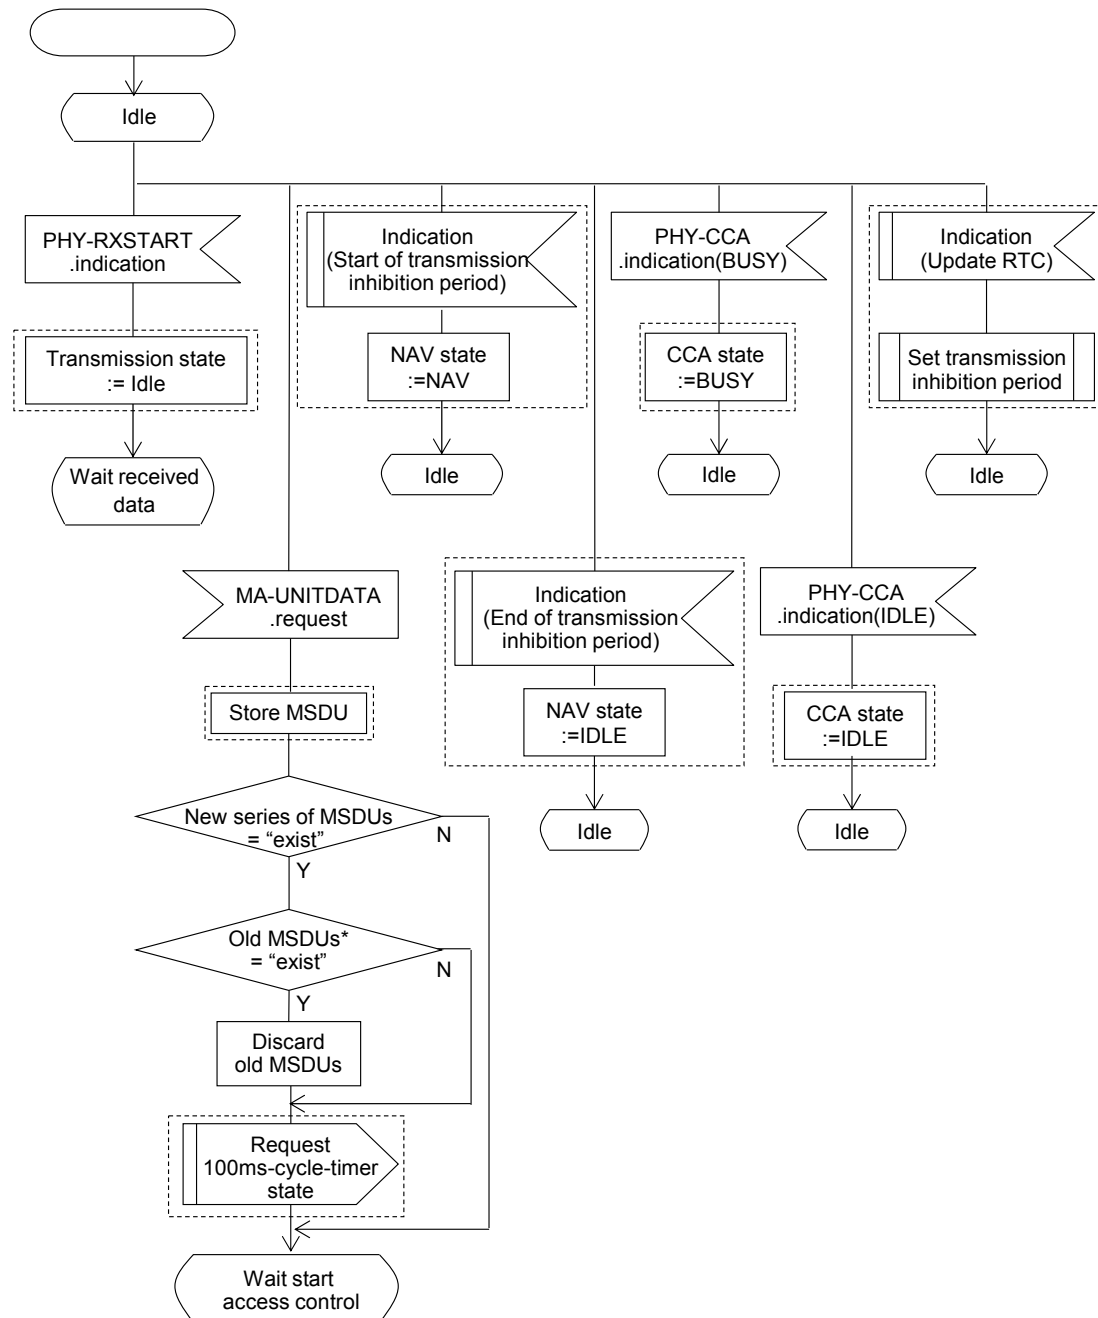 Idle
PHY-RXSTART
.indication
Indication
(Start of transmission
inhibition period)
PHY-CCA
.indication(BUSY)
Indication
(Update RTC)
Transmission state
:= Idle
NAV state
:=NAV
CCA state
:=BUSY
Set transmission
inhibition period
Wait received
data
Idle
Idle
Idle
MA-UNITDATA
.request
Indication
(End of transmission
inhibition period)
PHY-CCA
.indication(IDLE)
Store MSDU
NAV state
:=IDLE
CCA state
:=IDLE
New series of MSDUs
= “exist”
N
Y
Idle
Idle
Old MSDUs*
= “exist”
N
Y
Discard
old MSDUs
Request
100ms-cycle-timer
state
Wait start
access control